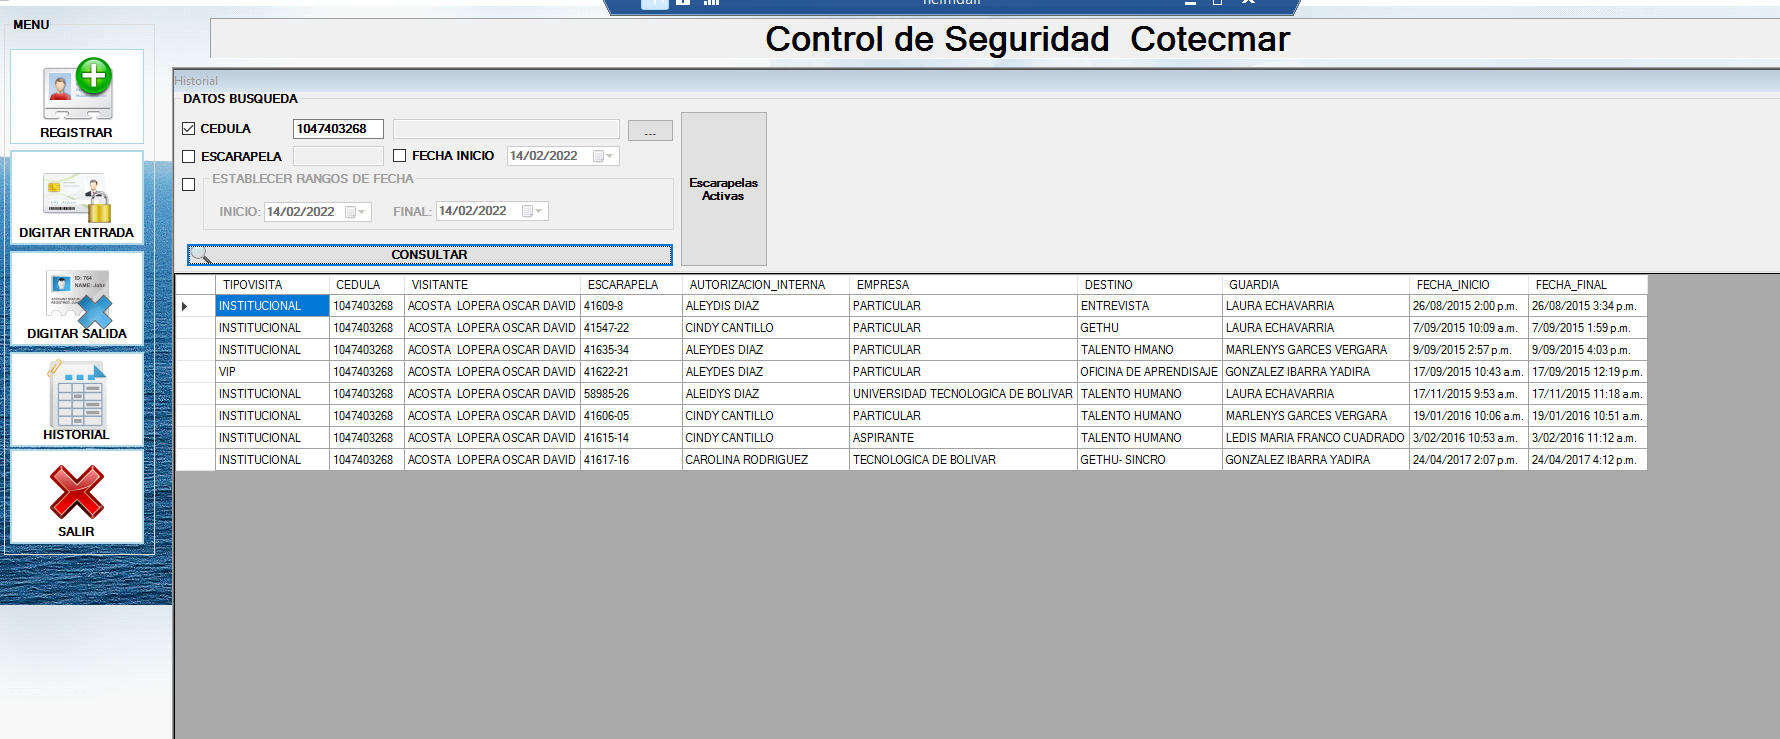 MENU
Control de Seguridad  Cotecmar
REGISTRAR
DIGITAR ENTRADA
ID: 764
NAME: John
DIGITAR SALIDA
HISTORIAL
SALIR
Historial
DATOS BUSQUEDA
CEDULA 1047403268 ...
ESCARAPELA FECHA INICIO 14/02/2022
ESTABLECER RANGOS DE FECHA
INICIO: 14/02/2022 FINAL: 14/02/2022
CONSULTAR
Escarapelas
Activas
TIPOVISITA CEDULA VISITANTE ESCARAPELA AUTORIZACION_INTERNA EMPRESA DESTINO GUARDIA FECHA_INICIO FECHA_FINAL
INSTITUCIONAL 1047403268 ACOSTA  LOPERA OSCAR DAVID 41609-8 ALEYDIS DIAZ PARTICULAR ENTREVISTA LAURA ECHAVARRIA 26/08/2015 2:00 p.m. 26/08/2015 3:34 p.m.
INSTITUCIONAL 1047403268 ACOSTA  LOPERA OSCAR DAVID 41547-22 CINDY CANTILLO PARTICULAR GETHU LAURA ECHAVARRIA 7/09/2015 10:09 a.m. 7/09/2015 1:59 p.m.
INSTITUCIONAL 1047403268 ACOSTA  LOPERA OSCAR DAVID 41635-34 ALEYDES DIAZ PARTICULAR TALENTO HMANO MARLENYS GARCES VERGARA 9/09/2015 2:57 p.m. 9/09/2015 4:03 p.m.
VIP 1047403268 ACOSTA  LOPERA OSCAR DAVID 41622-21 ALEYDES DIAZ PARTICULAR OFICINA DE APRENDISAJE GONZALEZ IBARRA YADIRA 17/09/2015 10:43 a.m. 17/09/2015 12:19 p.m.
INSTITUCIONAL 1047403268 ACOSTA  LOPERA OSCAR DAVID 58985-26 ALEIDYS DIAZ UNIVERSIDAD TECNOLOGICA DE BOLIVAR TALENTO HUMANO LAURA ECHAVARRIA 17/11/2015 9:53 a.m. 17/11/2015 11:18 a.m.
INSTITUCIONAL 1047403268 ACOSTA  LOPERA OSCAR DAVID 41606-05 CINDY CANTILLO PARTICULAR TALENTO HUMANO MARLENYS GARCES VERGARA 19/01/2016 10:06 a.m. 19/01/2016 10:51 a.m.
INSTITUCIONAL 1047403268 ACOSTA  LOPERA OSCAR DAVID 41615-14 CINDY CANTILLO ASPIRANTE TALENTO HUMANO LEDIS MARIA FRANCO CUADRADO 3/02/2016 10:53 a.m. 3/02/2016 11:12 a.m.
INSTITUCIONAL 1047403268 ACOSTA  LOPERA OSCAR DAVID 41617-16 CAROLINA RODRIGUEZ TECNOLOGICA DE BOLIVAR GETHU- SINCRO GONZALEZ IBARRA YADIRA 24/04/2017 2:07 p.m. 24/04/2017 4:12 p.m.